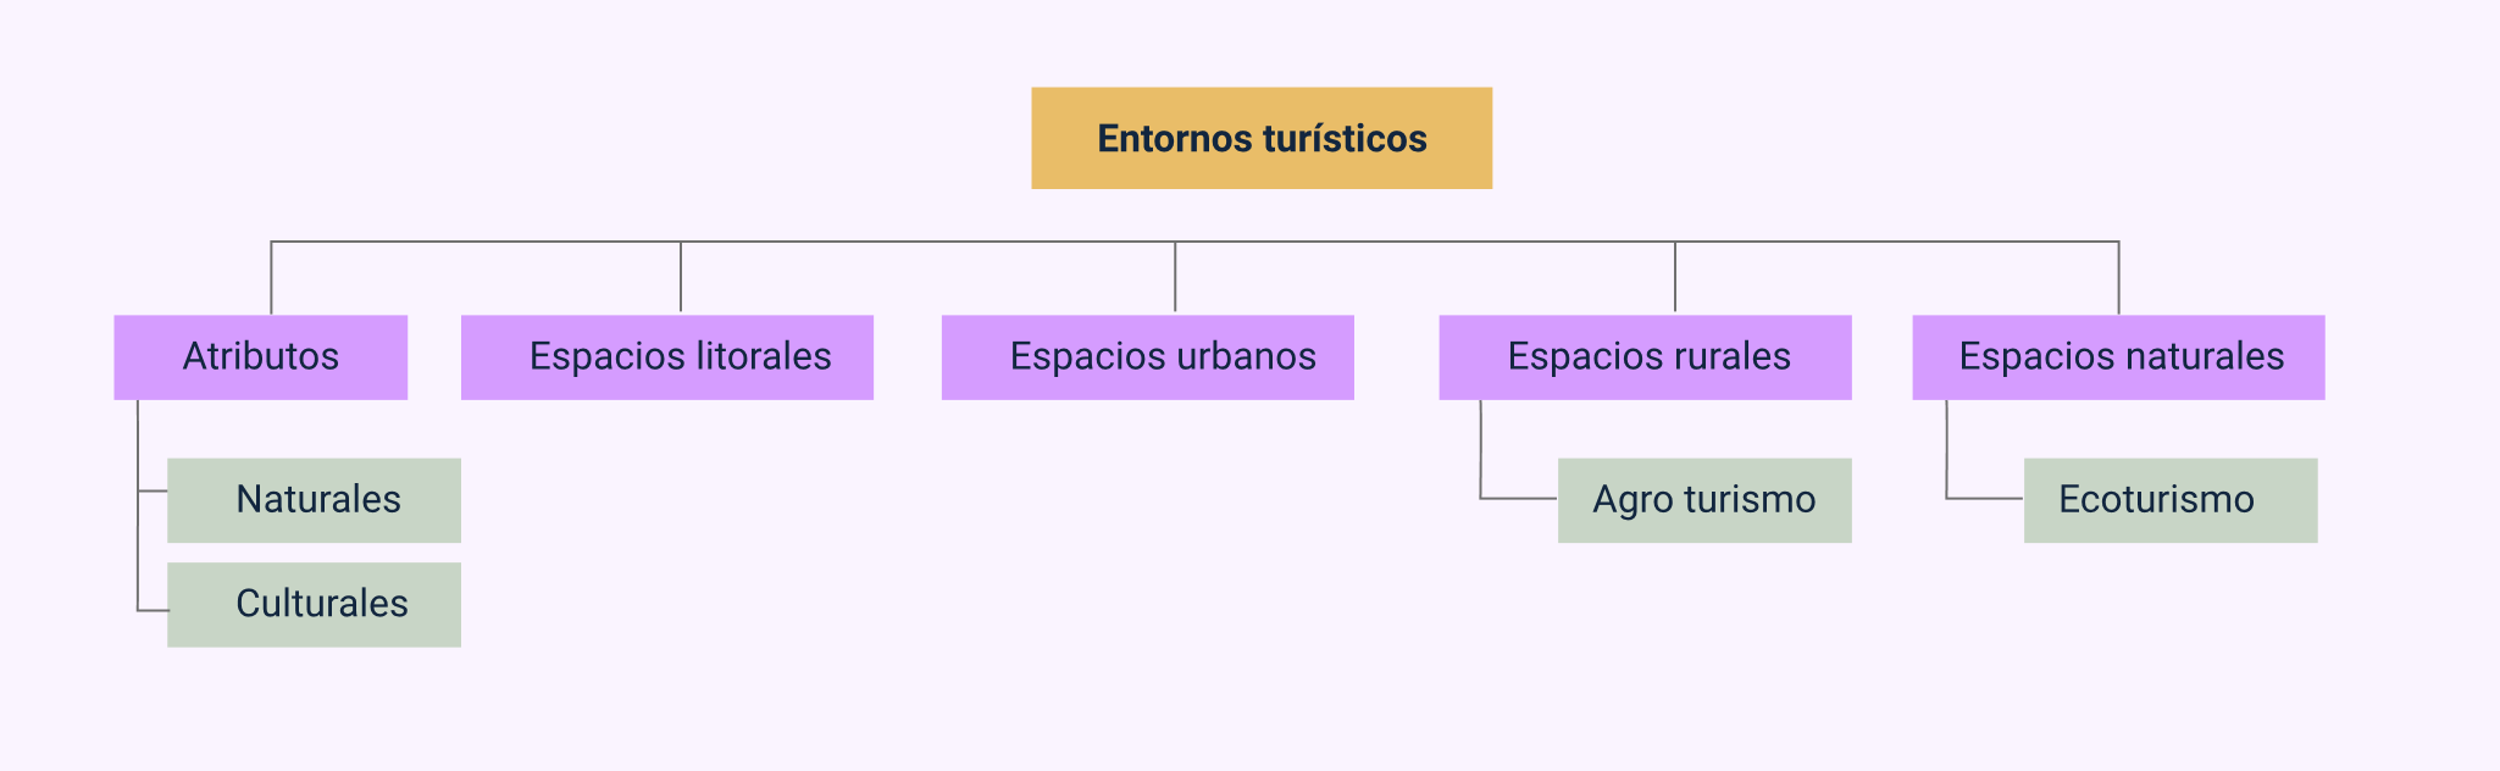 Entornos turísticos
Atributos
Espacios litorales
Espacios urbanos
Espacios rurales
Espacios naturales
Naturales
Culturales
Agro turismo
Ecoturismo